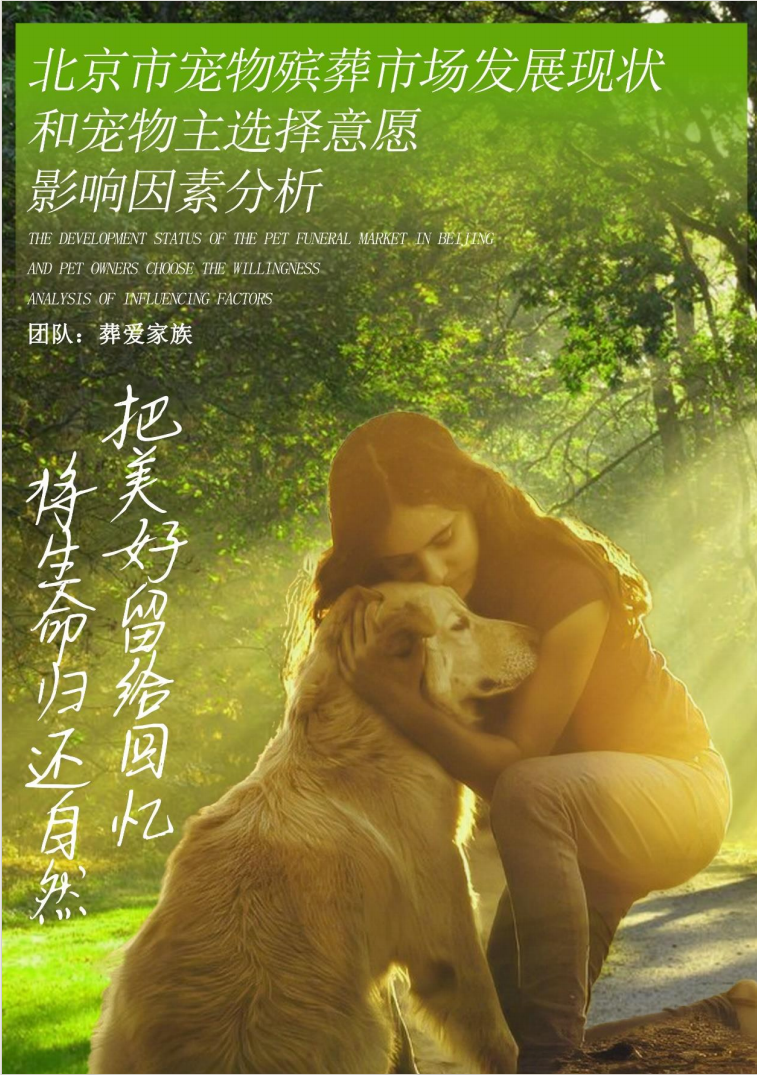 北京市宠物殡葬市场发展现状
和宠物主选择意愿
影响因素分析
THE DEVELOPMENT STATUS OF THE PET FUNERAL MARKET IN BEIJING
AND PET OWNERS CHOOSE THE WILLINGNESS
ANALYSIS OF INFLUENCING FACTORS
团队：葬爱家族
把美好留给回忆
将生命归还自然